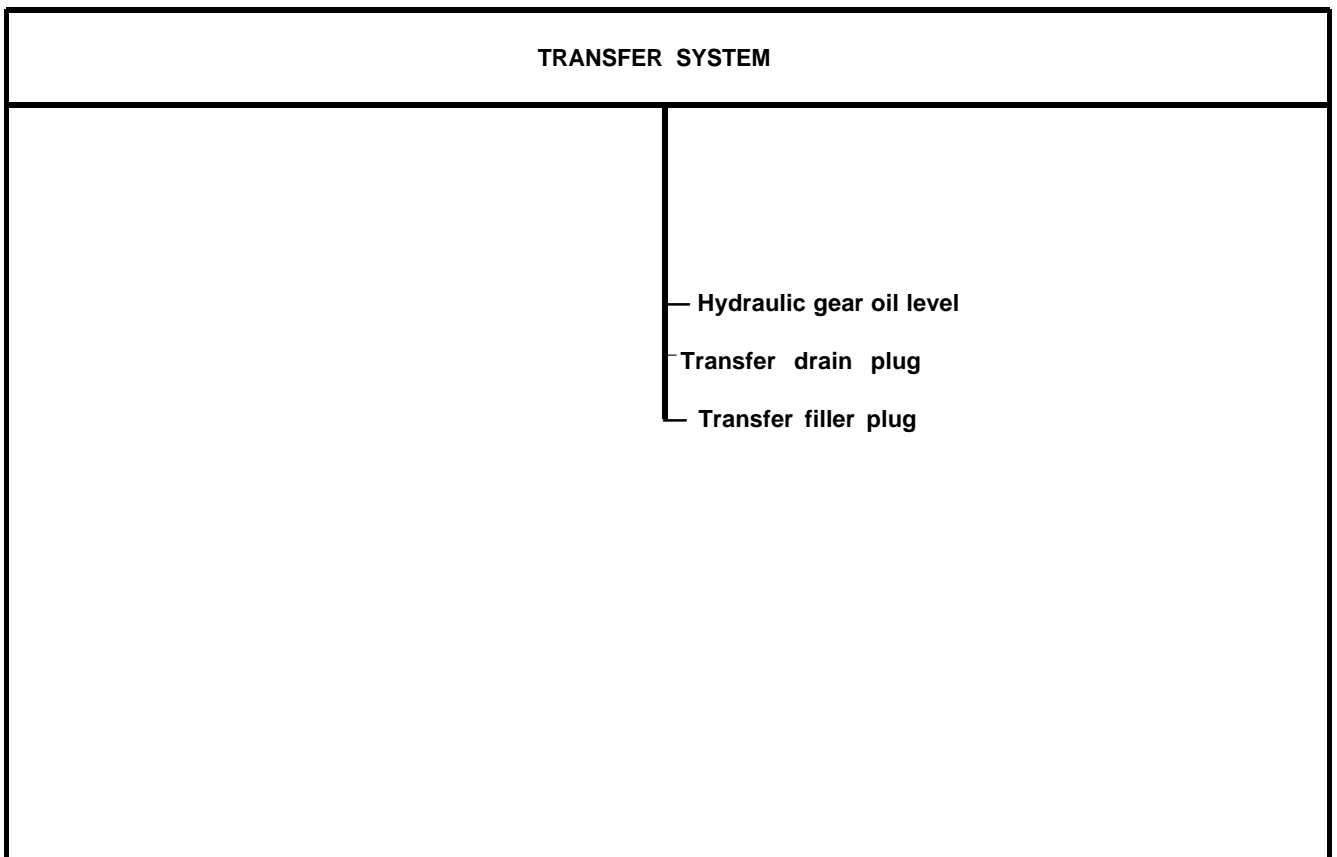 TRANSFER SYSTEM
Hydraulic gear oil level
Transfer drain plug
Transfer filler plug